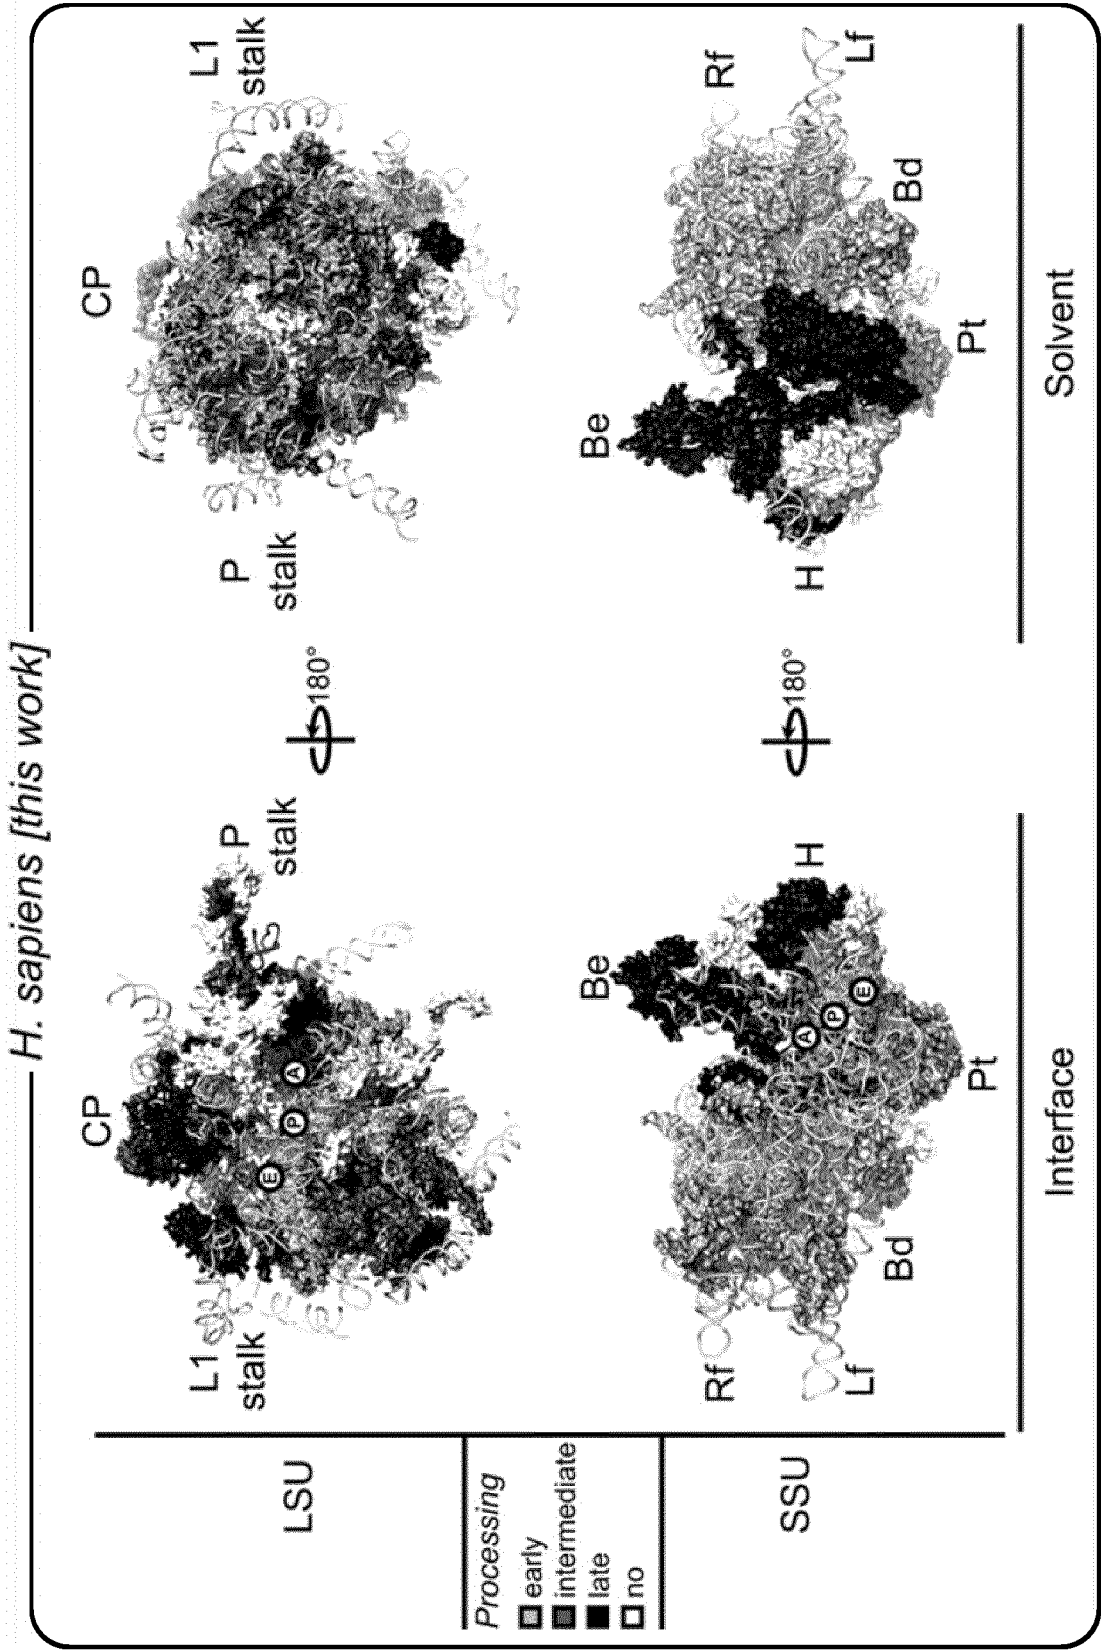 H. sapiens [this work]
LSU
L1
stalk
CP
P
stalk
E
P
A
180°
P
stalk
CP
L1
stalk
Processing
early
intermediate
late
no
SSU
Rf
Lf
Bd
Pt
Be
H
A
P
E
180°
H
Be
Pt
Bd
Rf
Lf
Interface
Solvent